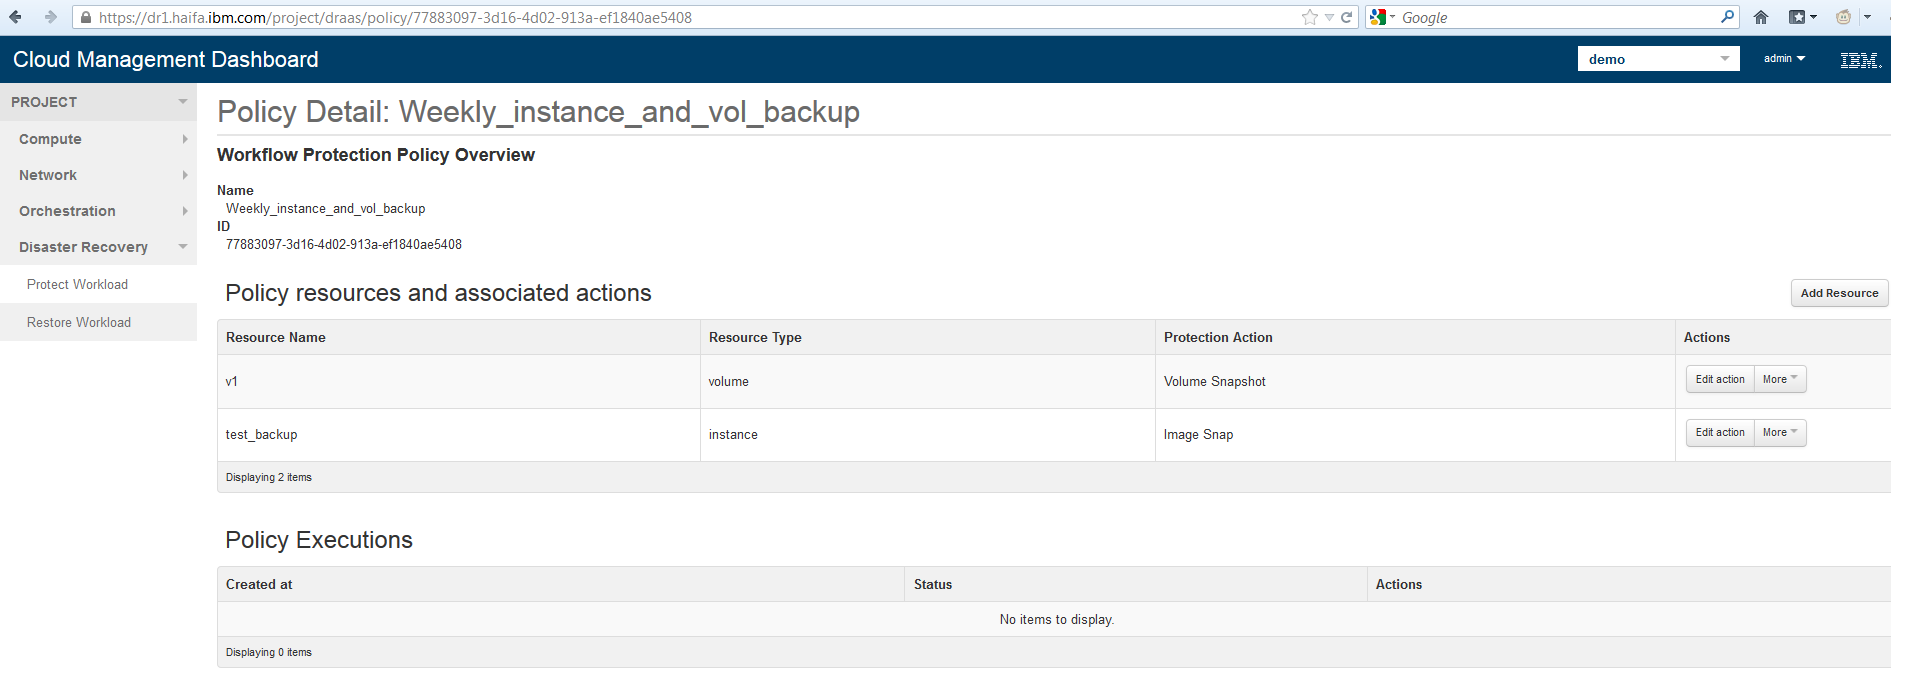 https://dr1.haifa.ibm.com/project/draas/policy/77883097-3d16-4d02-913a-ef1840ae5408
Google
Cloud Management Dashboard
demo
admin
IBM
PROJECT
Compute
Network
Orchestration
Disaster Recovery
Protect Workload
Restore Workload
Policy Detail: Weekly_instance_and_vol_backup
Workflow Protection Policy Overview
Name
Weekly_instance_and_vol_backup
ID
77883097-3d16-4d02-913a-ef1840ae5408
Policy resources and associated actions
Add Resource
Resource Name Resource Type Protection Action Actions
v1 volume Volume Snapshot Edit action More
test_backup instance Image Snap Edit action More
Displaying 2 items
Policy Executions
Created at Status Actions
No items to display.
Displaying 0 items